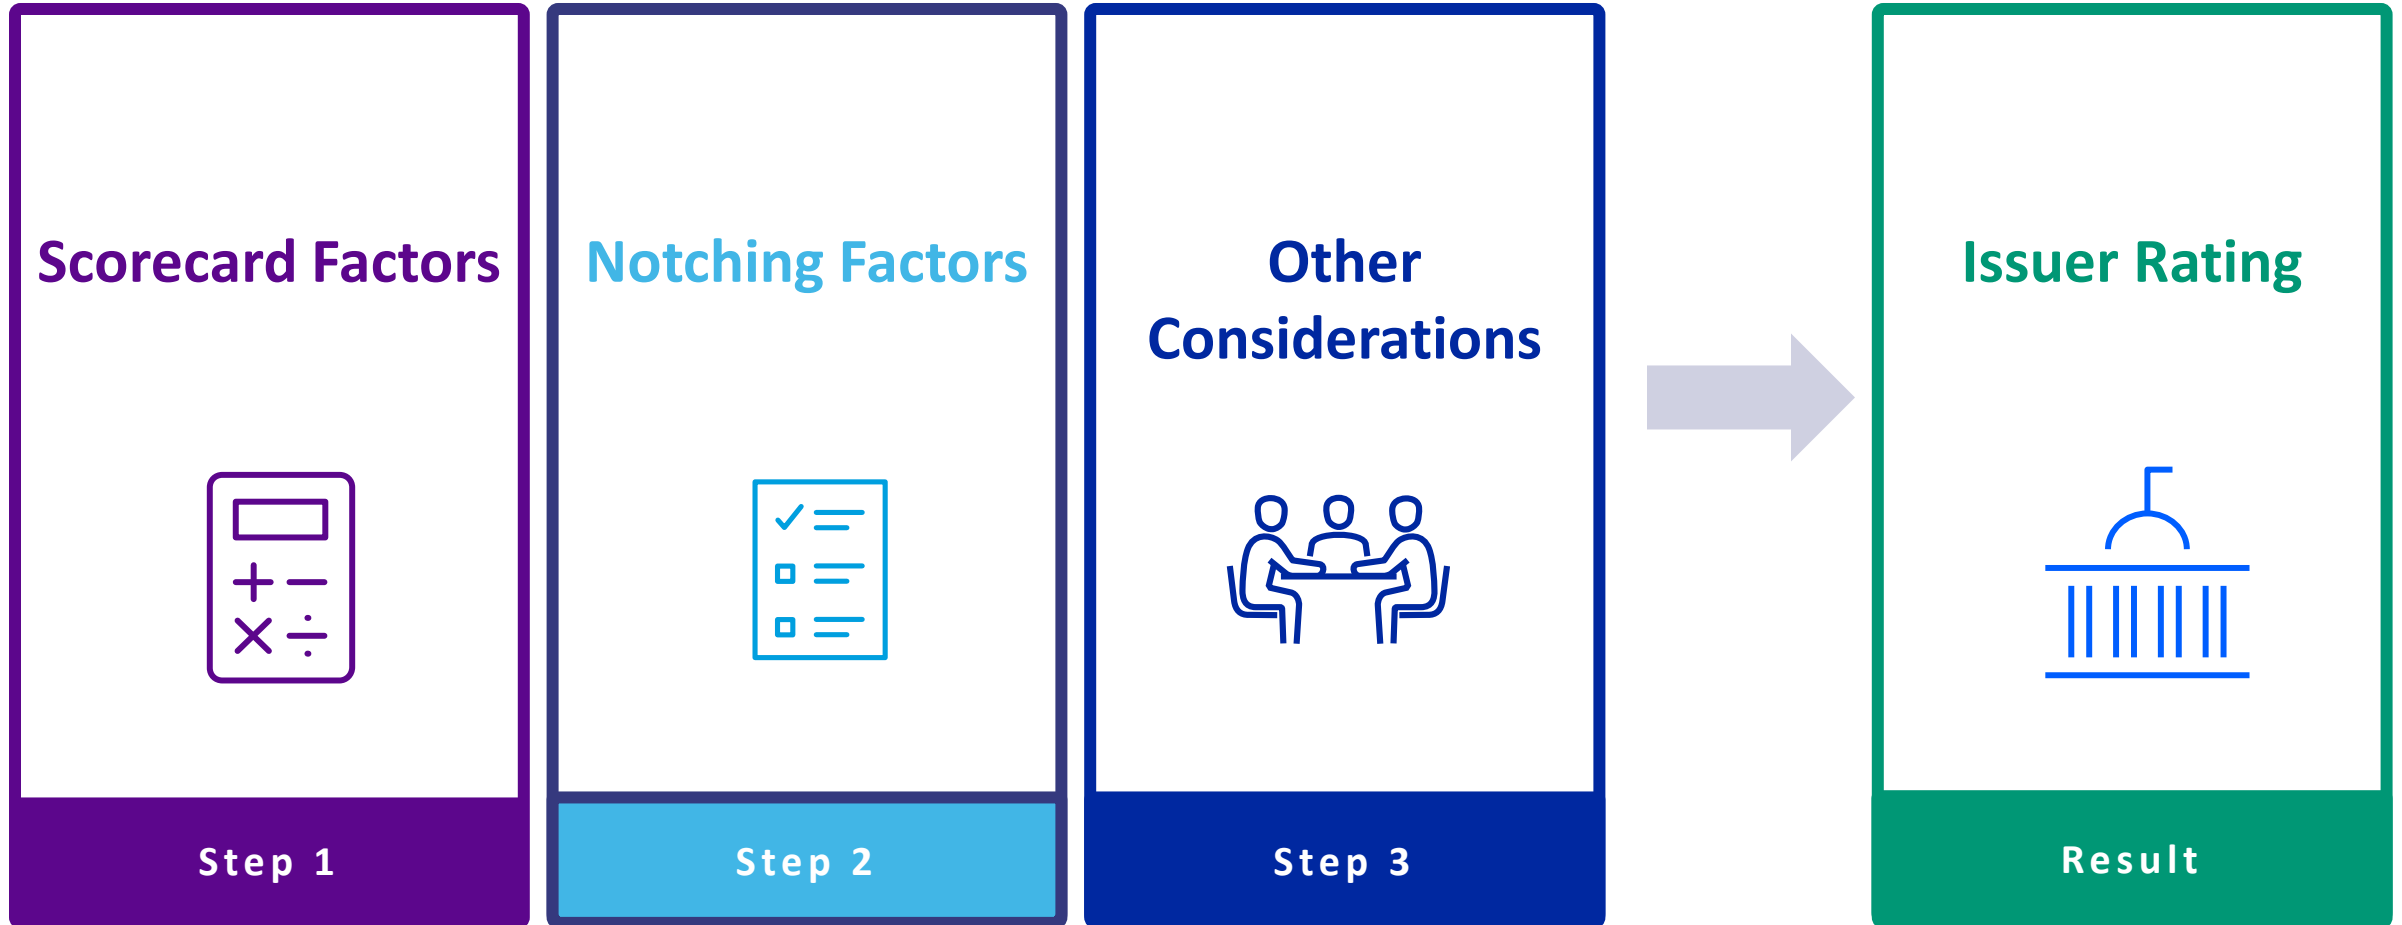 Scorecard Factors
Step 1
Notching Factors
Step 2
Other
Considerations
Step 3
Issuer Rating
Result